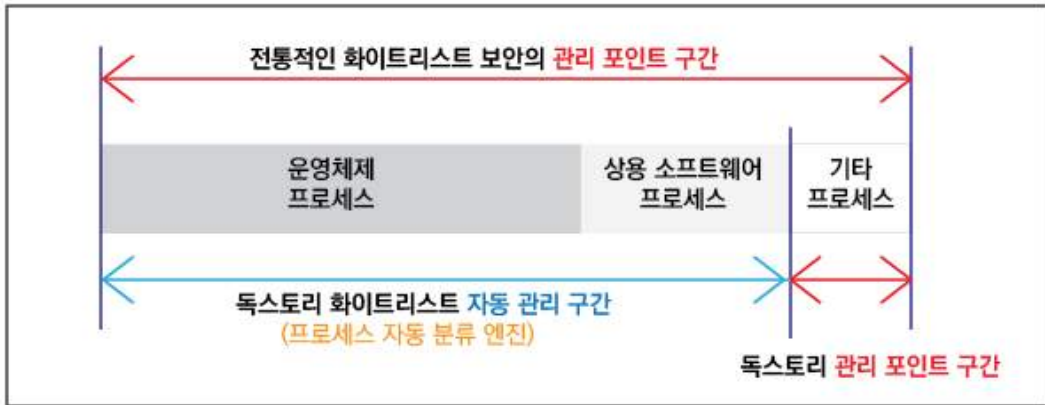 전통적인 화이트리스트 보안의 관리 포인트 구간
운영체제
프로세스
상용 소프트웨어
프로세스
기타
프로세스
독스토리 화이트리스트 자동 관리 구간
(프로세스 자동 분류 엔진)
독스토리 관리 포인트 구간